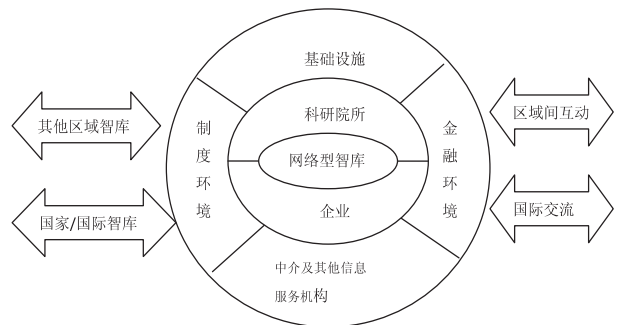 基础设施
其他区域智库
制度环境
科研院所
金融环境
区域间互动
网络型智库
国家/国际智库
企业
国际交流
中介及其他信息
服务机构